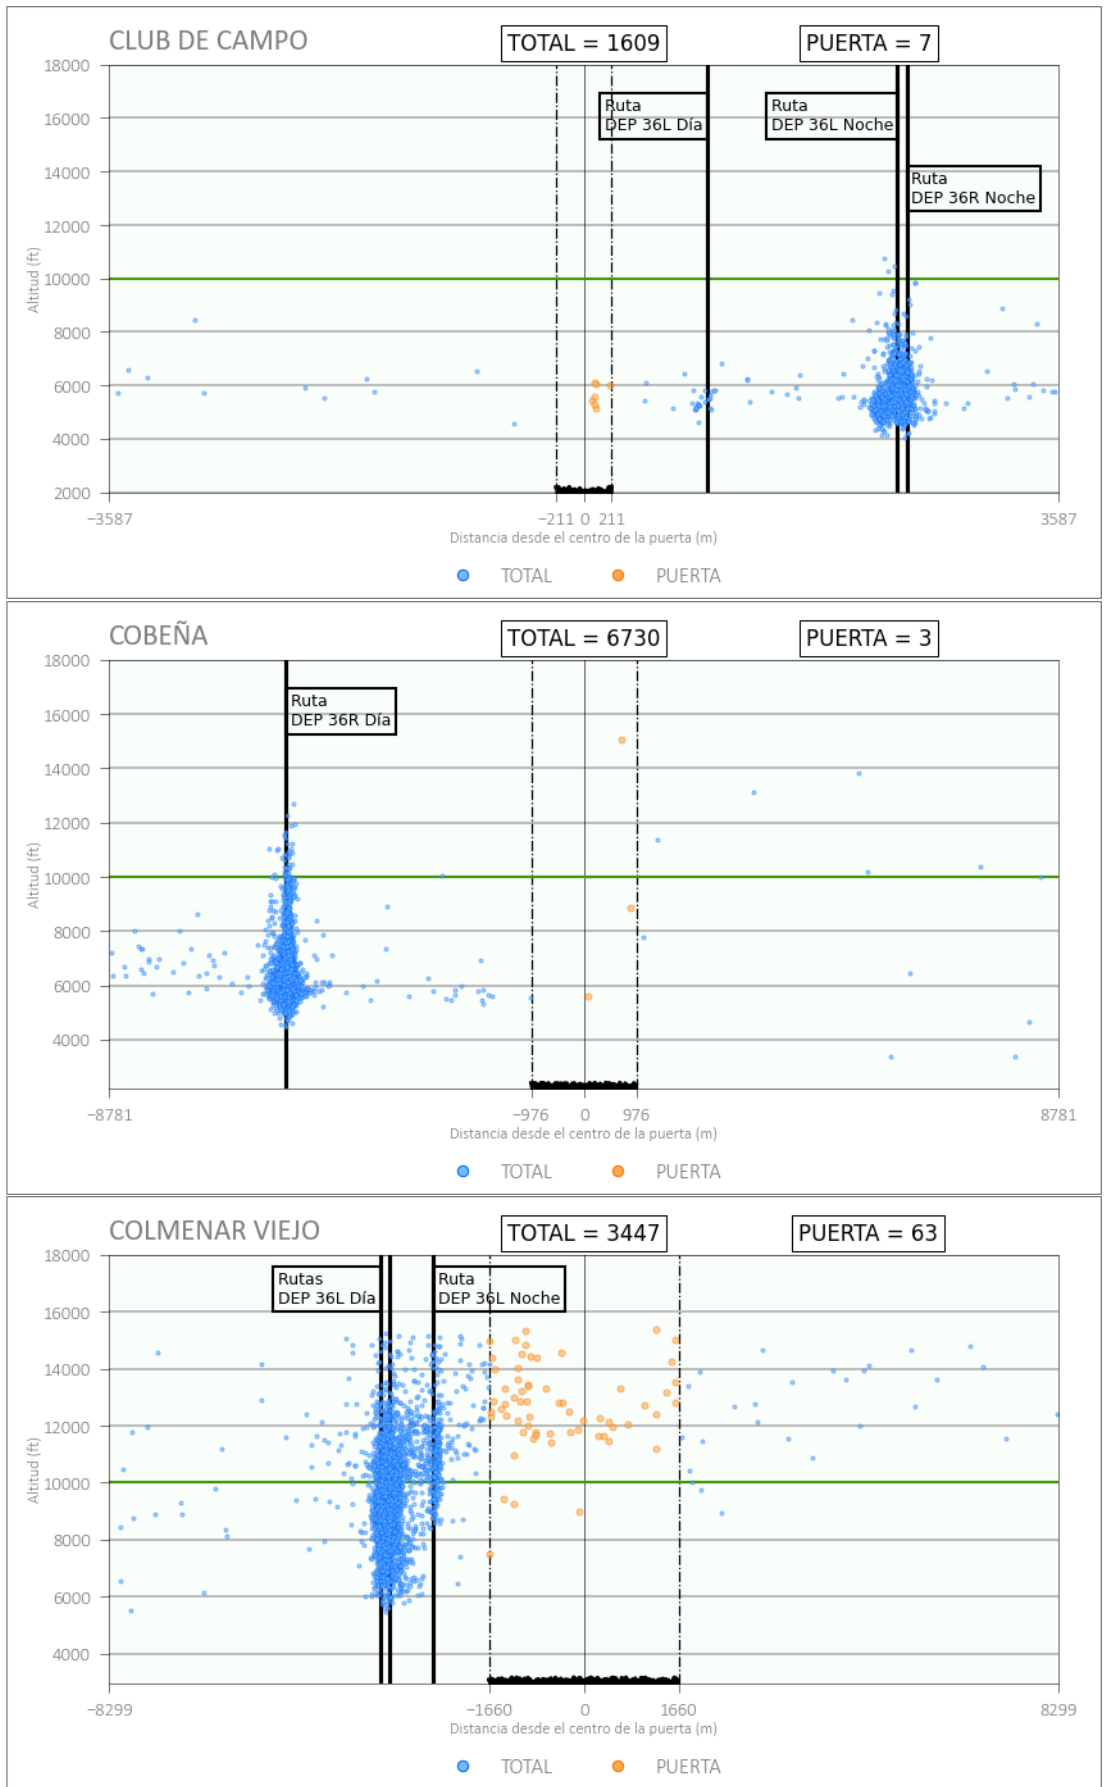 CLUB DE CAMPO
TOTAL = 1609
PUERTA = 7
18000
16000
14000
12000
10000
8000
6000
4000
2000
Altitud (ft)
Ruta
DEP 36L Día
Ruta
DEP 36L Noche
Ruta
DEP 36R Noche
−3587
−211
0
211
3587
Distancia desde el centro de la puerta (m)
TOTAL
PUERTA
COBEÑA
TOTAL = 6730
PUERTA = 3
18000
16000
14000
12000
10000
8000
6000
4000
Altitud (ft)
Ruta
DEP 36R Día
−8781
−976
0
976
8781
Distancia desde el centro de la puerta (m)
TOTAL
PUERTA
COLMENAR VIEJO
TOTAL = 3447
PUERTA = 63
18000
16000
14000
12000
10000
8000
6000
4000
Altitud (ft)
Rutas
DEP 36L Día
Ruta
DEP 36L Noche
−8299
−1660
0
1660
8299
Distancia desde el centro de la puerta (m)
TOTAL
PUERTA